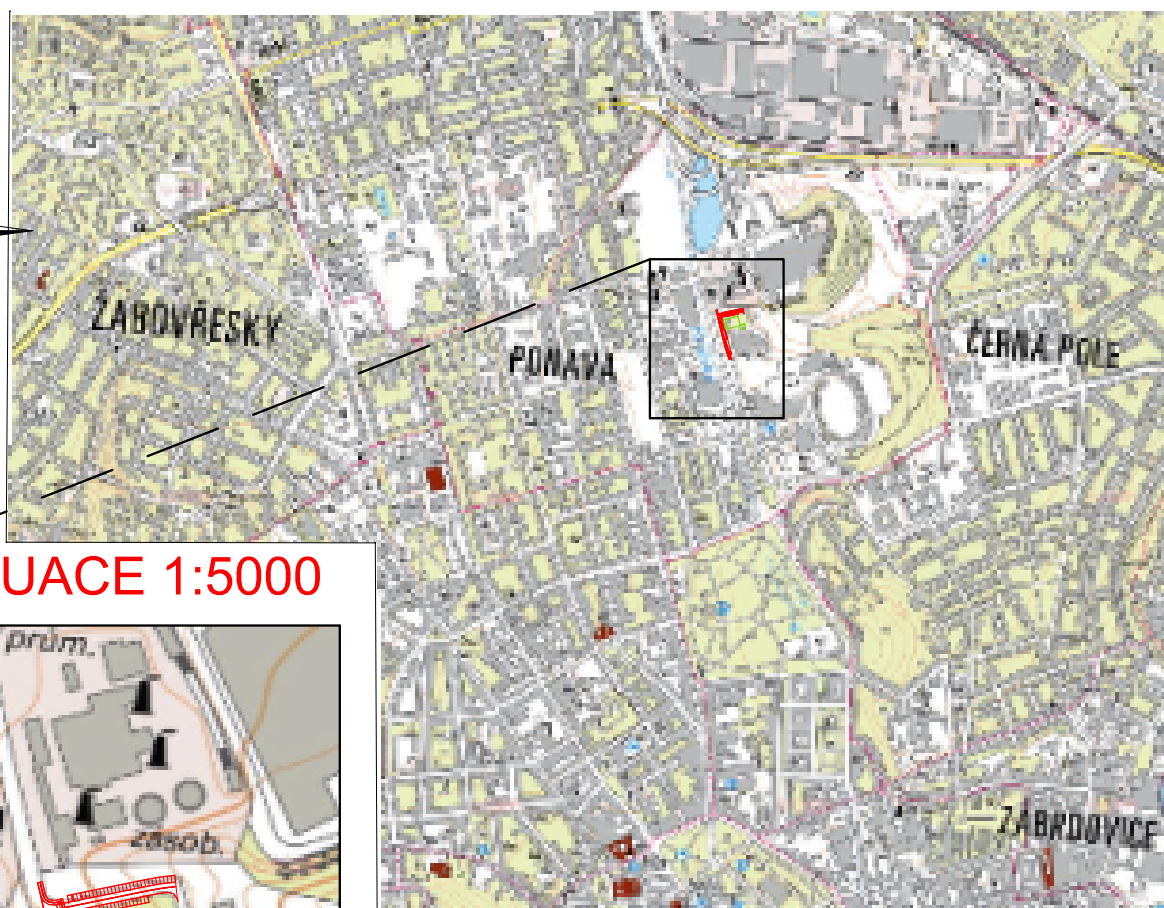 ŽABOVŘESKY
PONAVA
ČERNÁ POLE
UACE 1:5000
prům.
zásob.
ZÁBRDOVICE